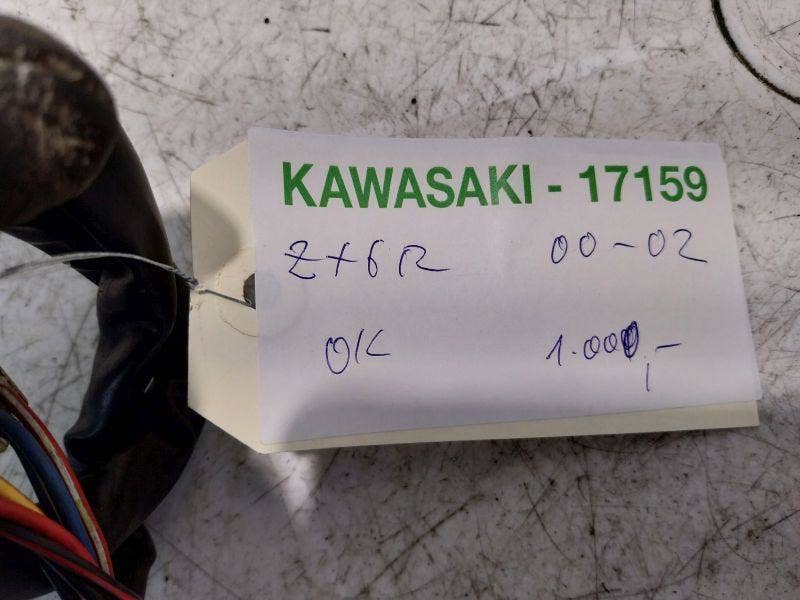 KAWASAKI - 17159
ZX6R 00-02
OK 1.000,-